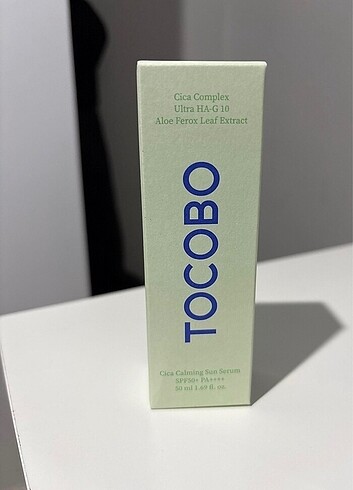 Cica Complex
Ultra HA-G 10
Aloe Ferox Leaf Extract
TOCOBO
Cica Calming Sun Serum
SPF50+ PA++++
50 ml 1.69 fl. oz.